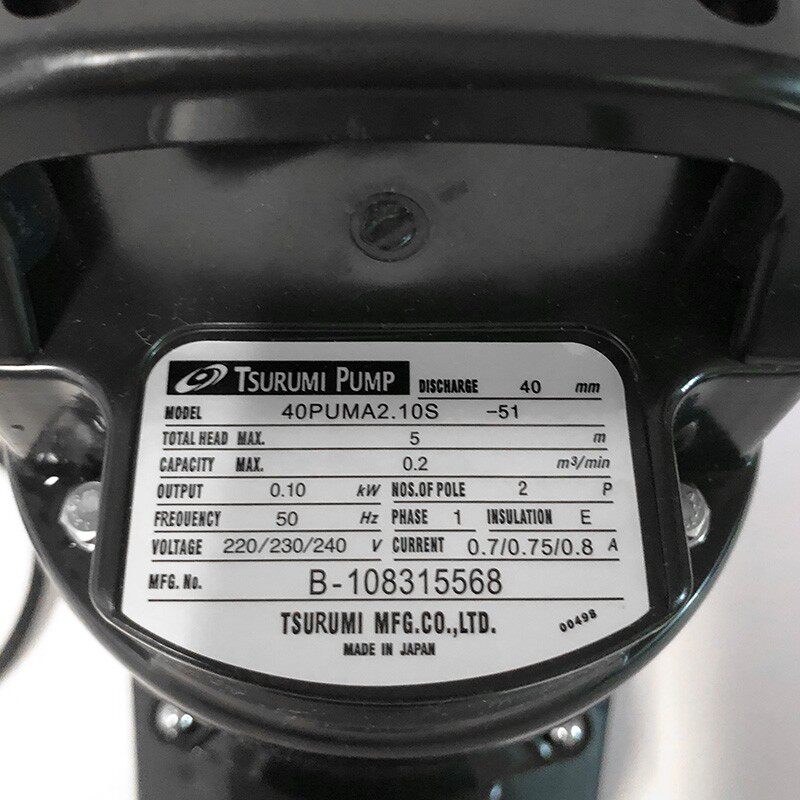 TSURUMI PUMP DISCHARGE 40 mm
MODEL 40PUMA2.10S -51
TOTAL HEAD MAX. 5 m
CAPACITY MAX. 0.2 m³/min
OUTPUT 0.10 kW NOS.OF POLE 2 P
FREQUENCY 50 Hz PHASE 1 INSULATION E
VOLTAGE 220/230/240 V CURRENT 0.7/0.75/0.8 A
MFG. No. B-108315568
TSURUMI MFG.CO.,LTD. 00498
MADE IN JAPAN